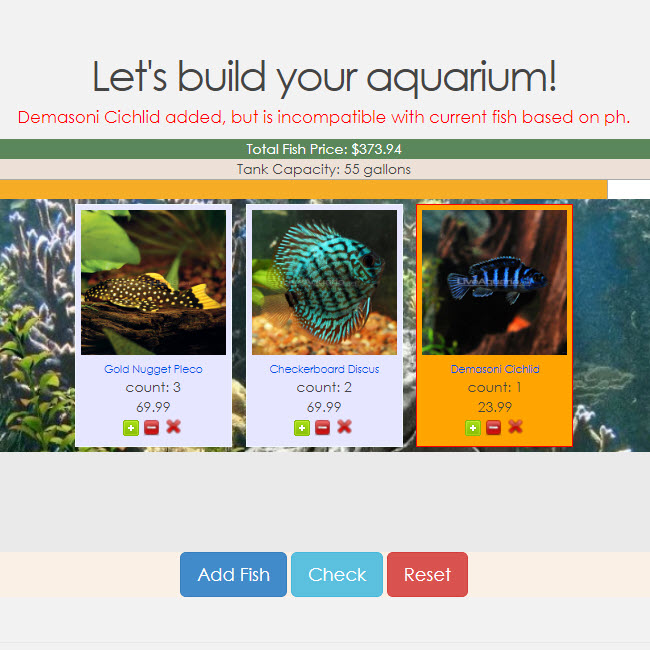 Let's build your aquarium!
Demasoni Cichlid added, but is incompatible with current fish based on ph.
Total Fish Price: $373.94
Tank Capacity: 55 gallons
Gold Nugget Pleco
count: 3
69.99
Checkerboard Discus
count: 2
69.99
Demasoni Cichlid
count: 1
23.99
Add Fish
Check
Reset